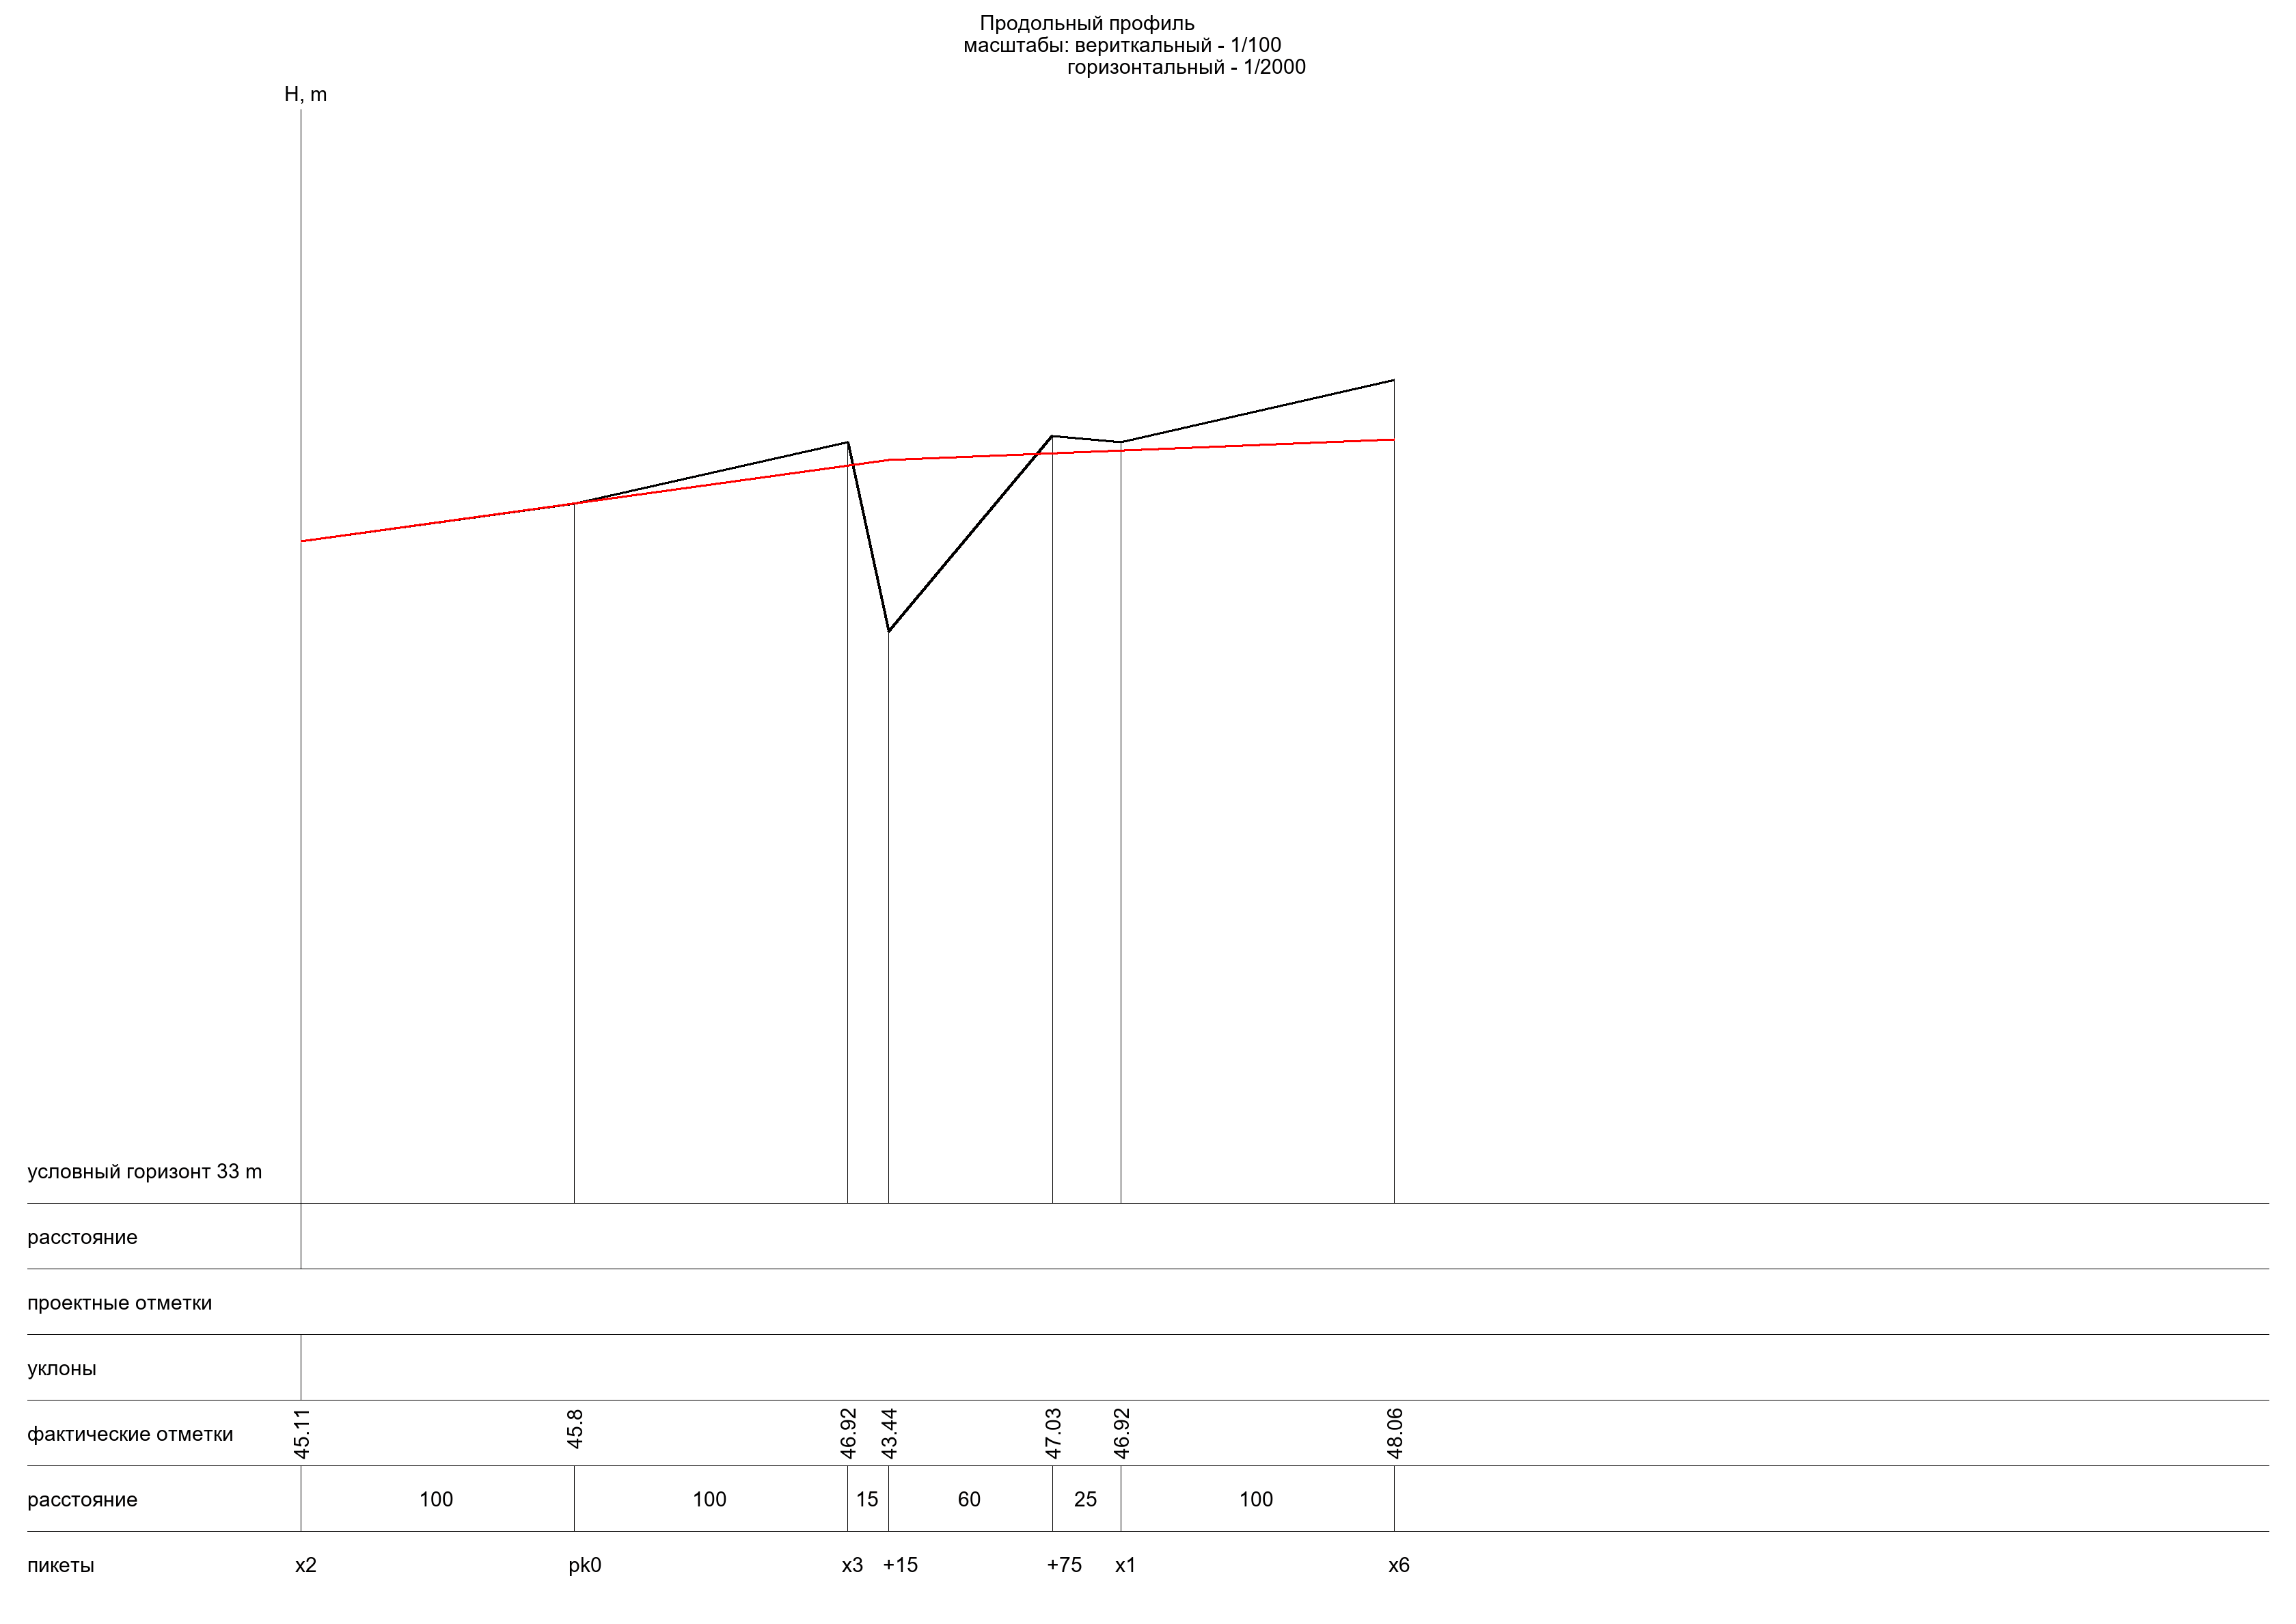 Продольный профиль
масштабы: вериткальный - 1/100
горизонтальный - 1/2000
H, m
условный горизонт 33 m
расстояние
проектные отметки
уклоны
фактические отметки 45.11 45.8 46.92 43.44 47.03 46.92 48.06
расстояние 100 100 15 60 25 100
пикеты x2 pk0 x3 +15 +75 x1 x6